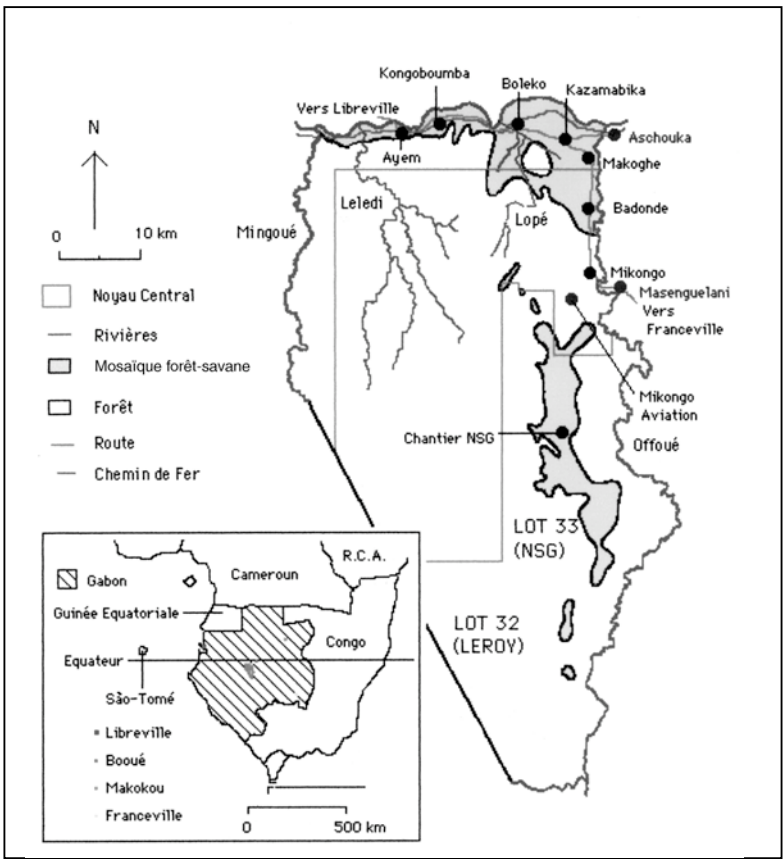 Kongoboumba
Boleko
Kazamabika
Vers Libreville
Aschouka
N
Ayem
Makoghe
Leledi
Lopé
Badonde
Mingoué
0 10 km
Mikongo
Masenguelani
Vers
Franceville
Noyau Central
Rivières
Mosaïque forêt-savane
Forêt
Route
Chemin de Fer
Mikongo
Aviation
Chantier NSG
Offoué
LOT 33
(NSG)
LOT 32
(LEROY)
R.C.A.
Gabon
Cameroun
Guinée Equatoriale
Congo
Equateur
São-Tomé
Libreville
Booué
Makokou
Franceville
0 500 km